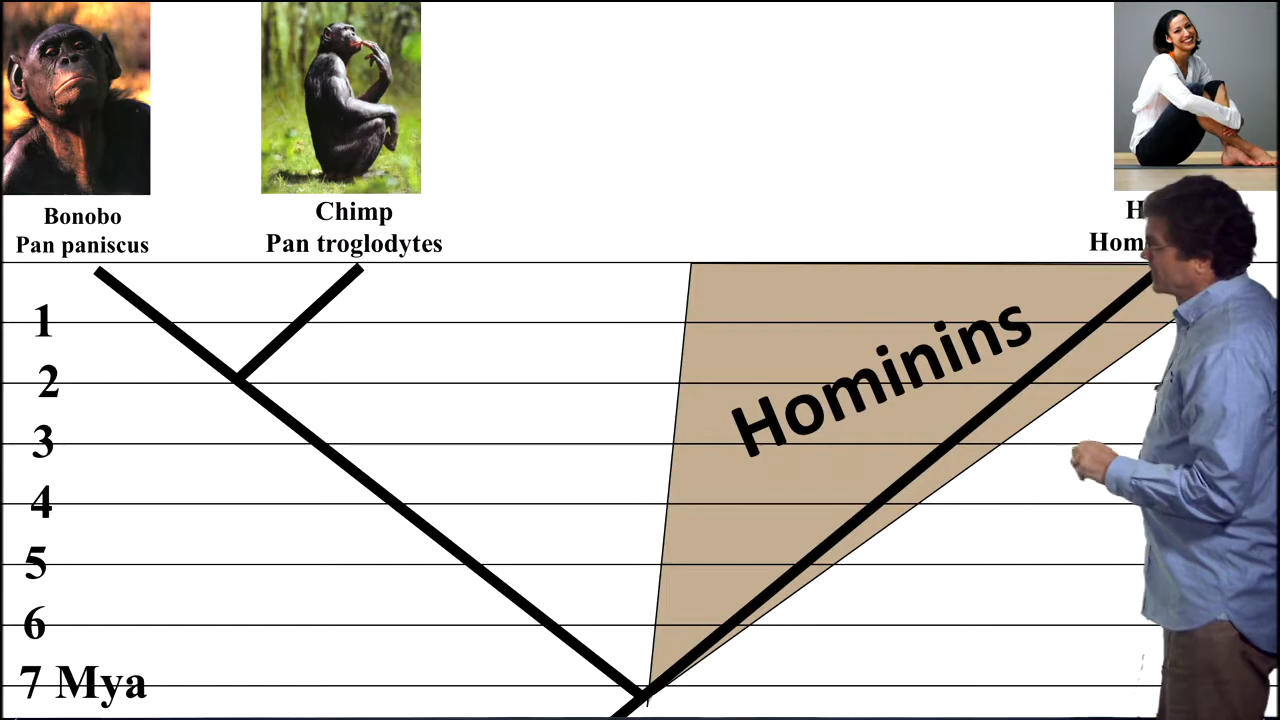 Bonobo
Pan paniscus
Chimp
Pan troglodytes
1
2
3
4
5
6
7 Mya
Hominins